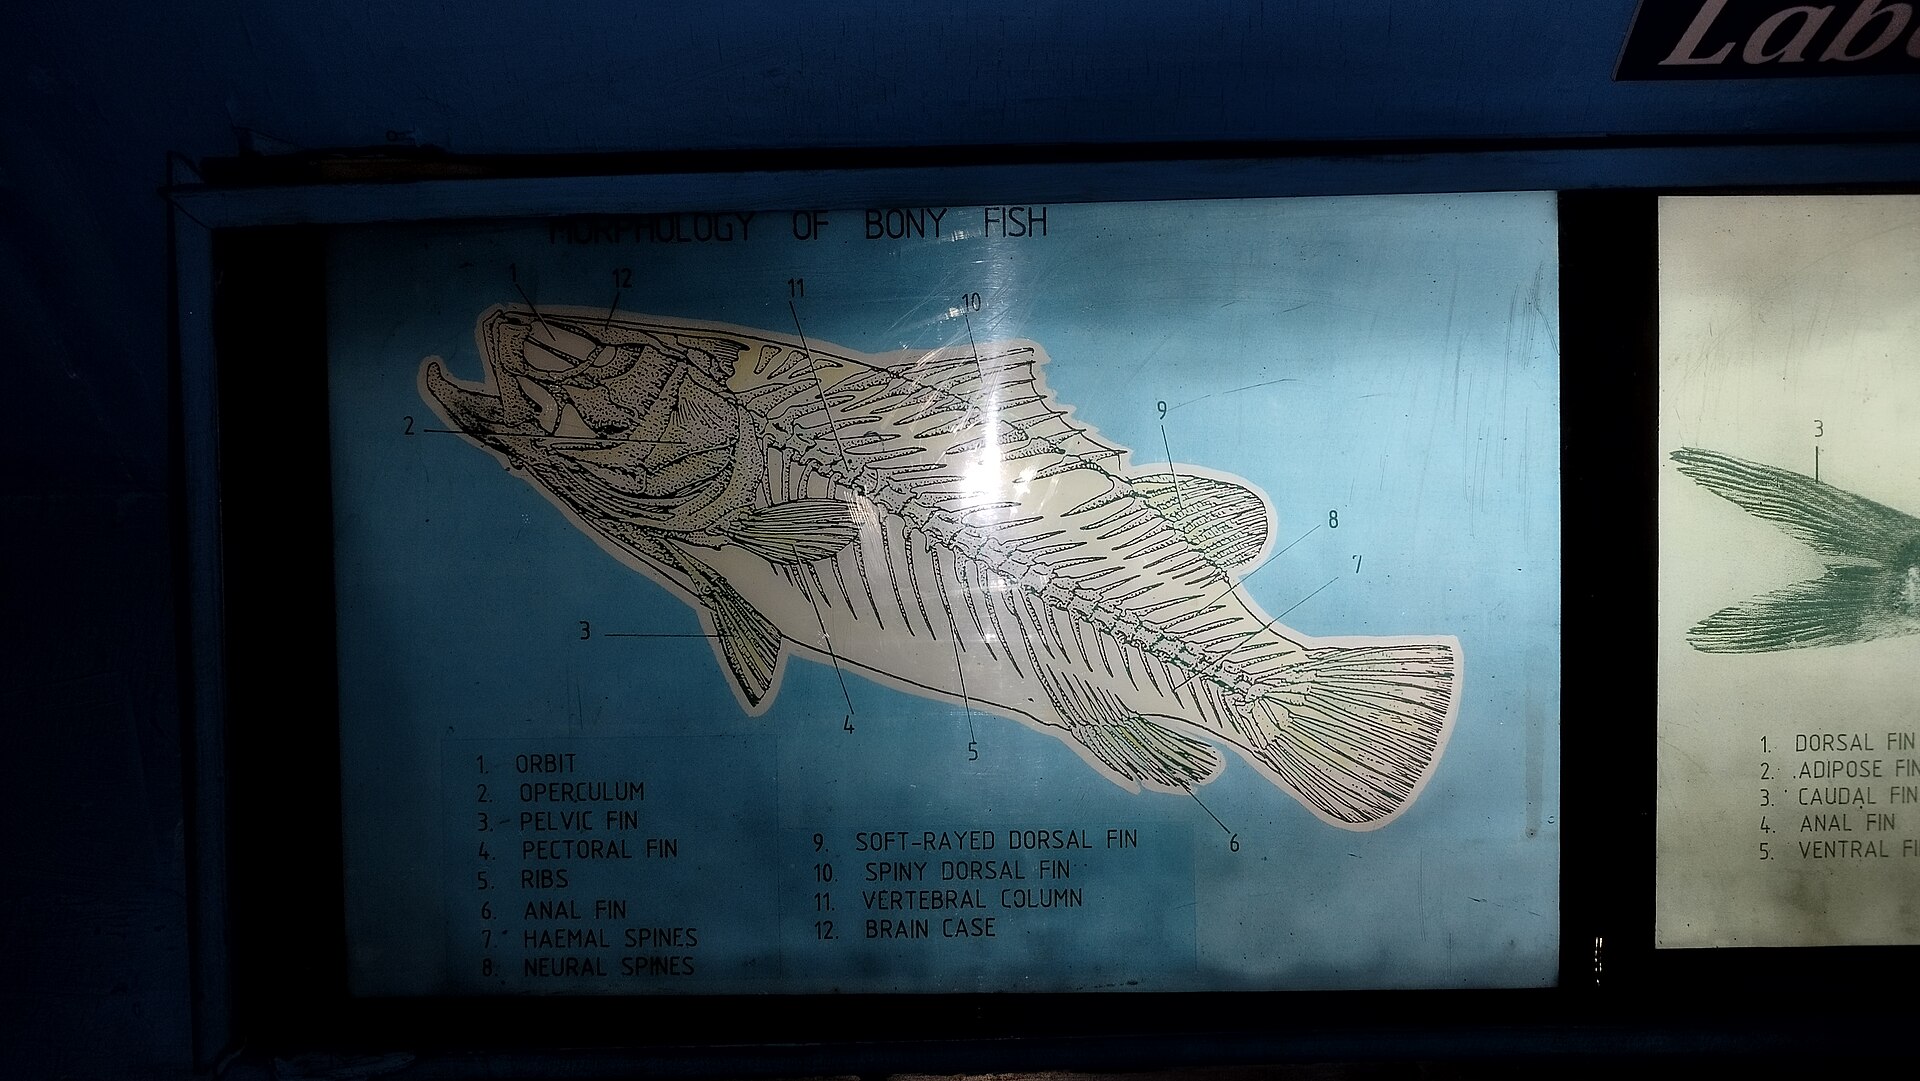 MORPHOLOGY OF BONY FISH
1
12
11
10
9
2
8
7
3
4
5
6
1. ORBIT
2. OPERCULUM
3. PELVIC FIN
4. PECTORAL FIN
5. RIBS
6. ANAL FIN
7. HAEMAL SPINES
8. NEURAL SPINES
9. SOFT-RAYED DORSAL FIN
10. SPINY DORSAL FIN
11. VERTEBRAL COLUMN
12. BRAIN CASE
3
1. DORSAL FIN
2. ADIPOSE FIN
3. CAUDAL FIN
4. ANAL FIN
5. VENTRAL